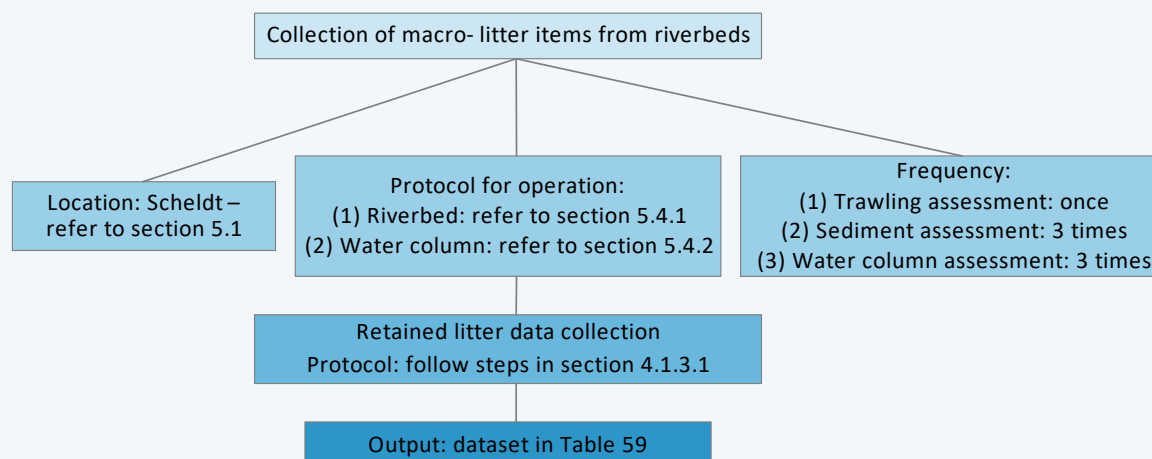 Collection of macro- litter items from riverbeds
Location: Scheldt –
refer to section 5.1
Protocol for operation:
(1) Riverbed: refer to section 5.4.1
(2) Water column: refer to section 5.4.2
Frequency:
(1) Trawling assessment: once
(2) Sediment assessment: 3 times
(3) Water column assessment: 3 times
Retained litter data collection
Protocol: follow steps in section 4.1.3.1
Output: dataset in Table 59